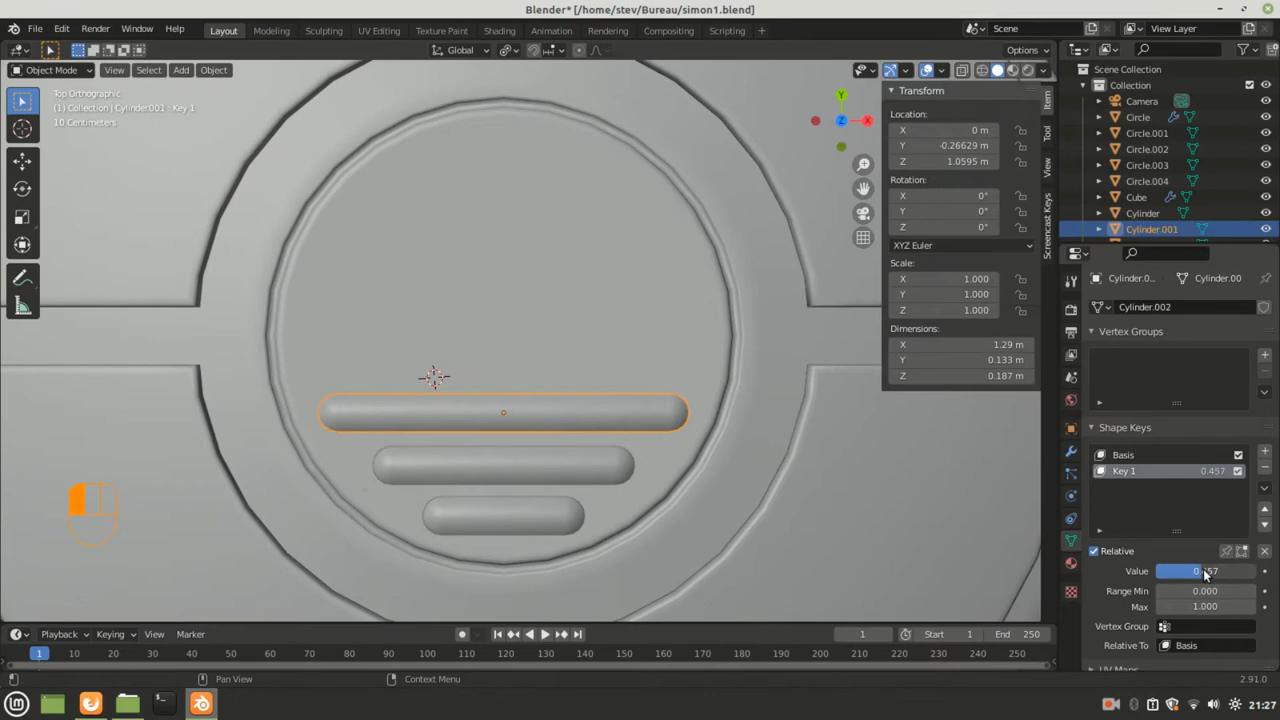 Blender* [/home/stev/Bureau/simon1.blend]
File Edit Render Window Help Layout Modeling Sculpting UV Editing Texture Paint Shading Animation Rendering Compositing Scripting Scene View Layer
Global Options
Object Mode View Select Add Object
Top Orthographic
(1) Collection | Cylinder.001 : Key 1
10 Centimeters
Y
X
Z
Transform
Location:
X 0 m
Y -0.26629 m
Z 1.0595 m
Rotation:
X 0°
Y 0°
Z 0°
XYZ Euler
Scale:
X 1.000
Y 1.000
Z 1.000
Dimensions:
X 1.29 m
Y 0.133 m
Z 0.187 m
Item
Tool
View
Screencast Keys
Scene Collection
Collection
Camera
Circle
Circle.001
Circle.002
Circle.003
Circle.004
Cube
Cylinder
Cylinder.001
Cylinder.0... Cylinder.00
Cylinder.002
Vertex Groups
Shape Keys
Basis
Key 1 0.457
Relative
Value 0.457
Range Min 0.000
Max 1.000
Vertex Group
Relative To Basis
UV Maps
Playback Keying View Marker 1 Start 1 End 250
1 10 20 30 40 50 60 70 80 90 100 110 120 130 140 150 160 170 180 190 200 210 220 230 240 250
Pan View Context Menu 2.91.0
21:27